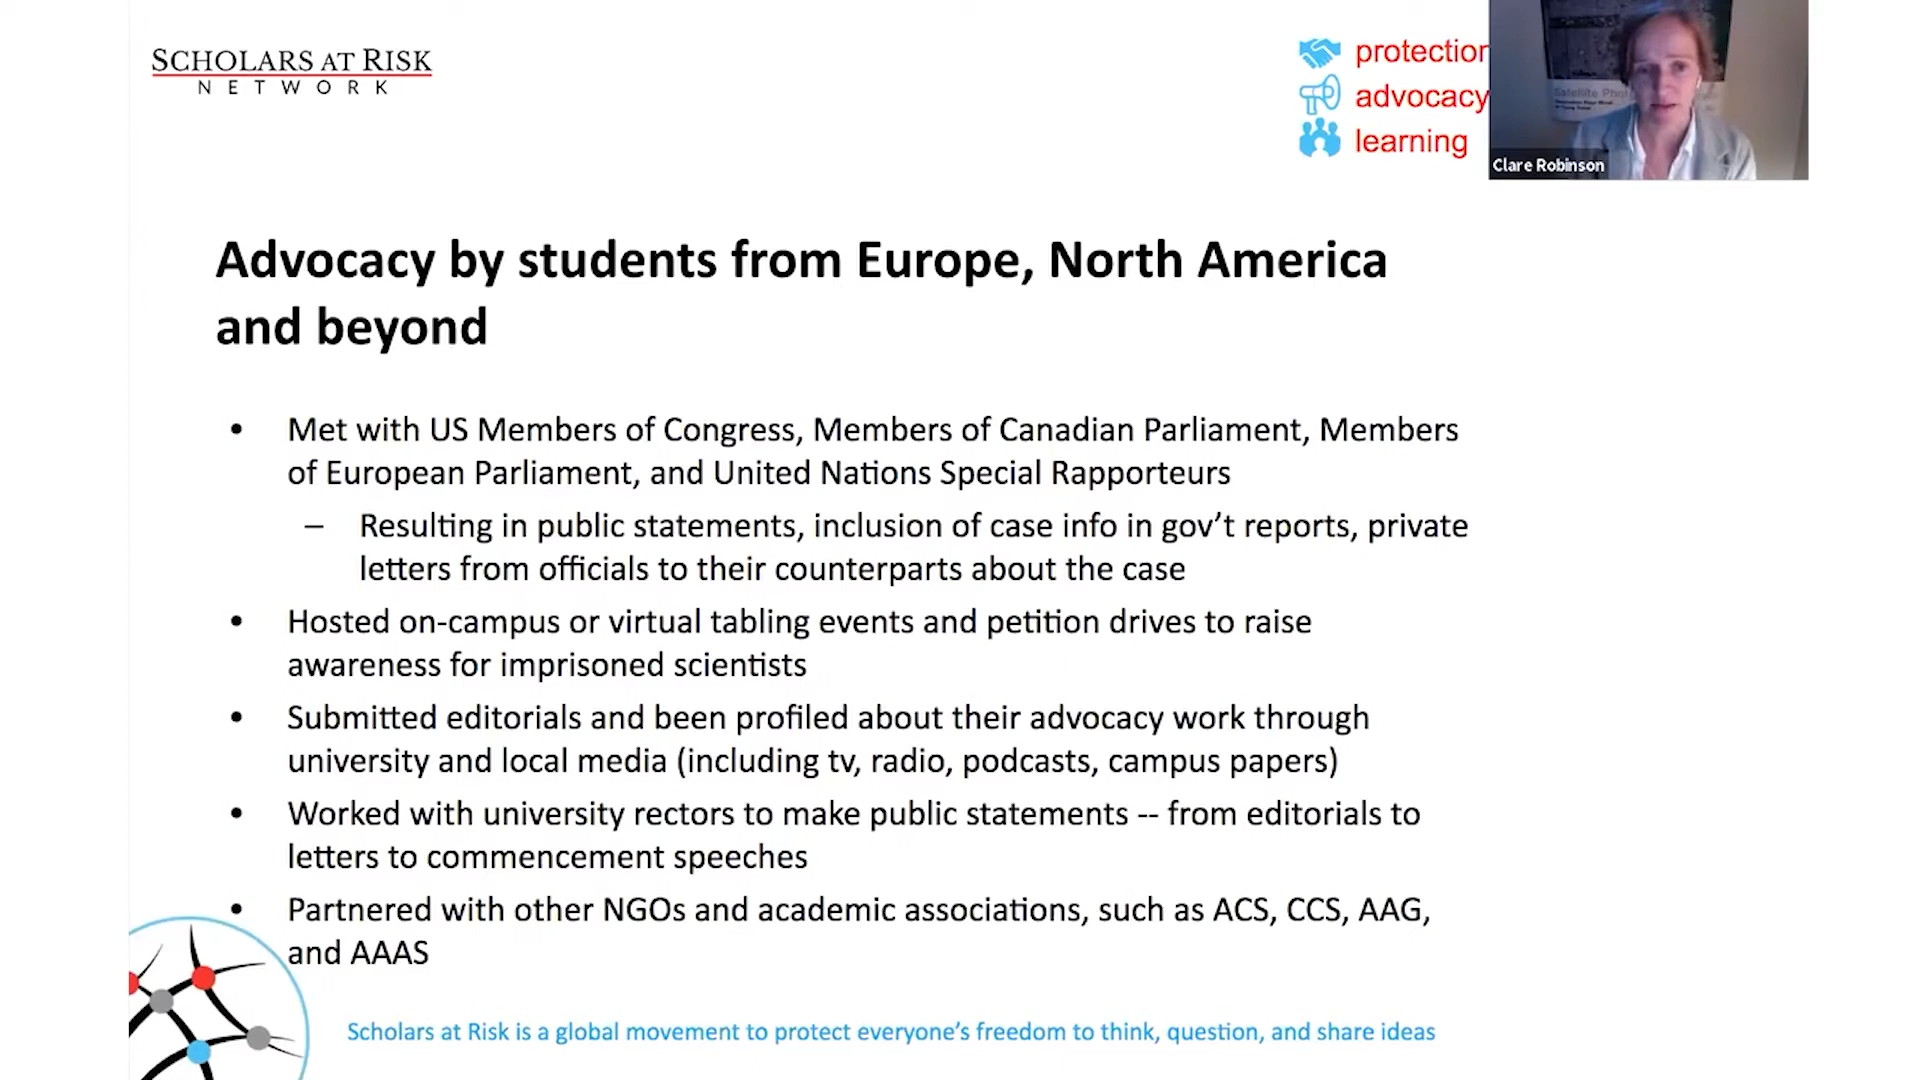 SCHOLARS AT RISK
NETWORK
protection
advocacy
learning
Satellite Pho
Clare Robinson
Advocacy by students from Europe, North America
and beyond
• Met with US Members of Congress, Members of Canadian Parliament, Members
of European Parliament, and United Nations Special Rapporteurs
– Resulting in public statements, inclusion of case info in gov’t reports, private
letters from officials to their counterparts about the case
• Hosted on-campus or virtual tabling events and petition drives to raise
awareness for imprisoned scientists
• Submitted editorials and been profiled about their advocacy work through
university and local media (including tv, radio, podcasts, campus papers)
• Worked with university rectors to make public statements -- from editorials to
letters to commencement speeches
• Partnered with other NGOs and academic associations, such as ACS, CCS, AAG,
and AAAS
Scholars at Risk is a global movement to protect everyone’s freedom to think, question, and share ideas